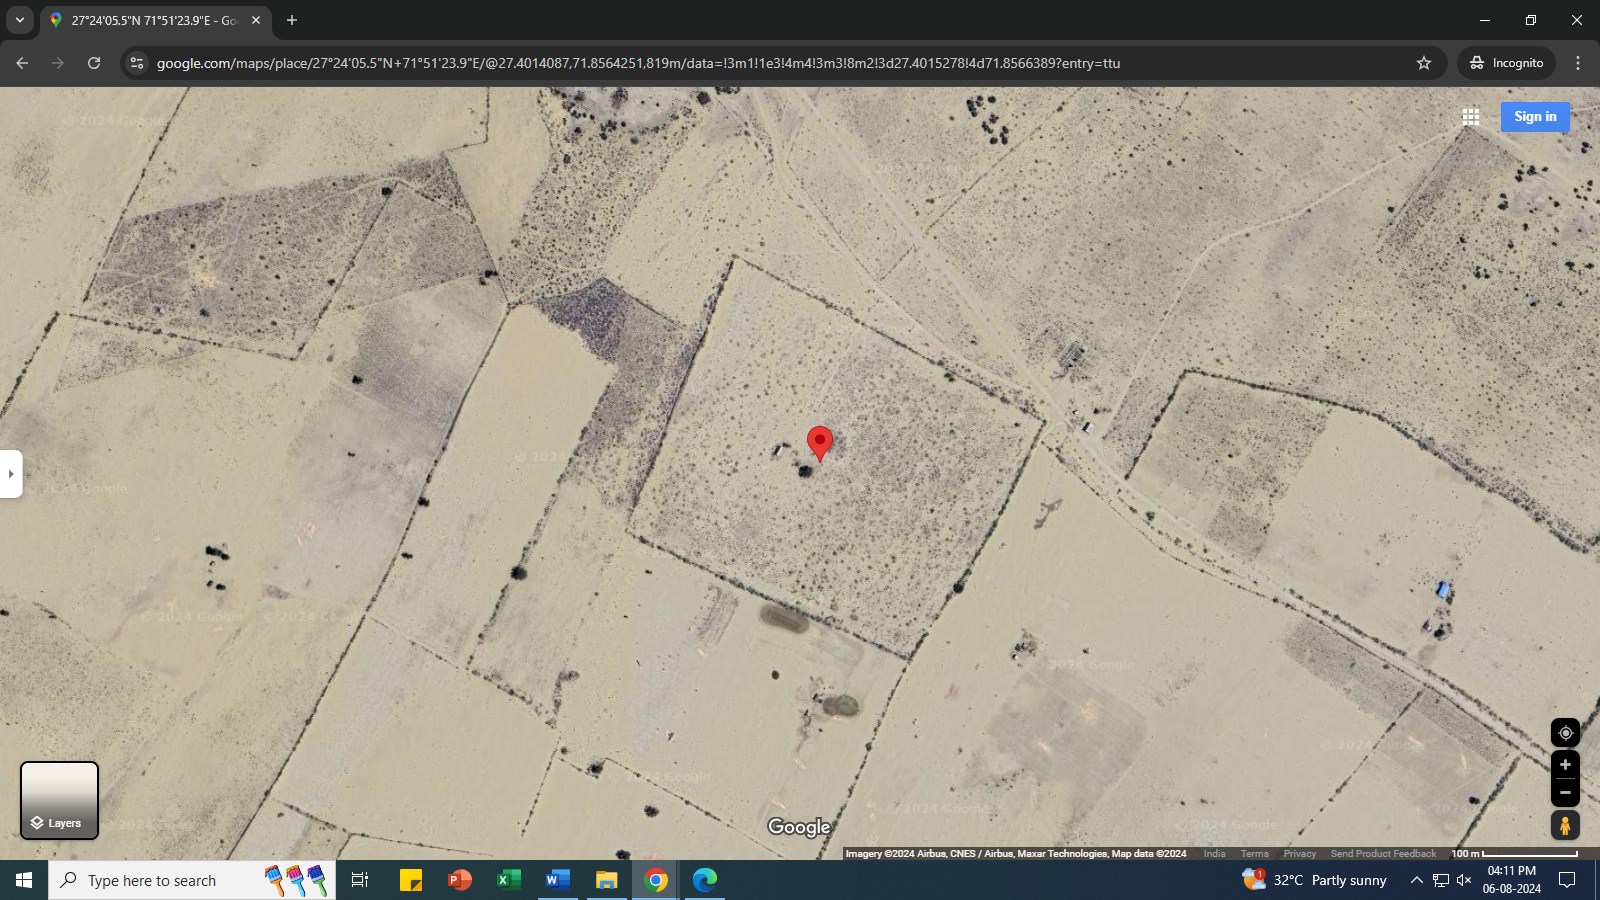 27°24'05.5"N 71°51'23.9"E - Go
google.com/maps/place/27°24'05.5"N+71°51'23.9"E/@27.4014087,71.8564251,819m/data=!3m1!1e3!4m4!3m3!8m2!3d27.4015278!4d71.8566389?entry=ttu
Incognito
Sign in
Layers
Google
Imagery ©2024 Airbus, CNES / Airbus, Maxar Technologies, Map data ©2024 India Terms Privacy Send Product Feedback 100 m
Type here to search
1
32°C Partly sunny
04:11 PM
06-08-2024